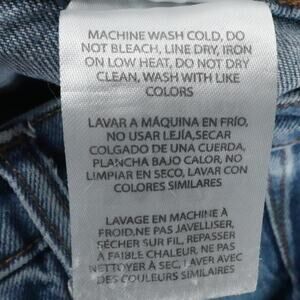 MACHINE WASH COLD, DO
NOT BLEACH, LINE DRY, IRON
ON LOW HEAT, DO NOT DRY
CLEAN, WASH WITH LIKE
COLORS
LAVAR A MÁQUINA EN FRÍO,
NO USAR LEJÍA,SECAR
COLGADO DE UNA CUERDA,
PLANCHA BAJO CALOR, NO
LIMPIAR EN SECO, LAVAR CON
COLORES SIMILARES
LAVAGE EN MACHINE À
FROID,NE PAS JAVELLISER,
SÉCHER SUR FIL, REPASSER
A FAIBLE CHALEUR, NE PAS
NETTOYER À SEC, LAVER AVEC
DES COULEURS SIMILAIRES